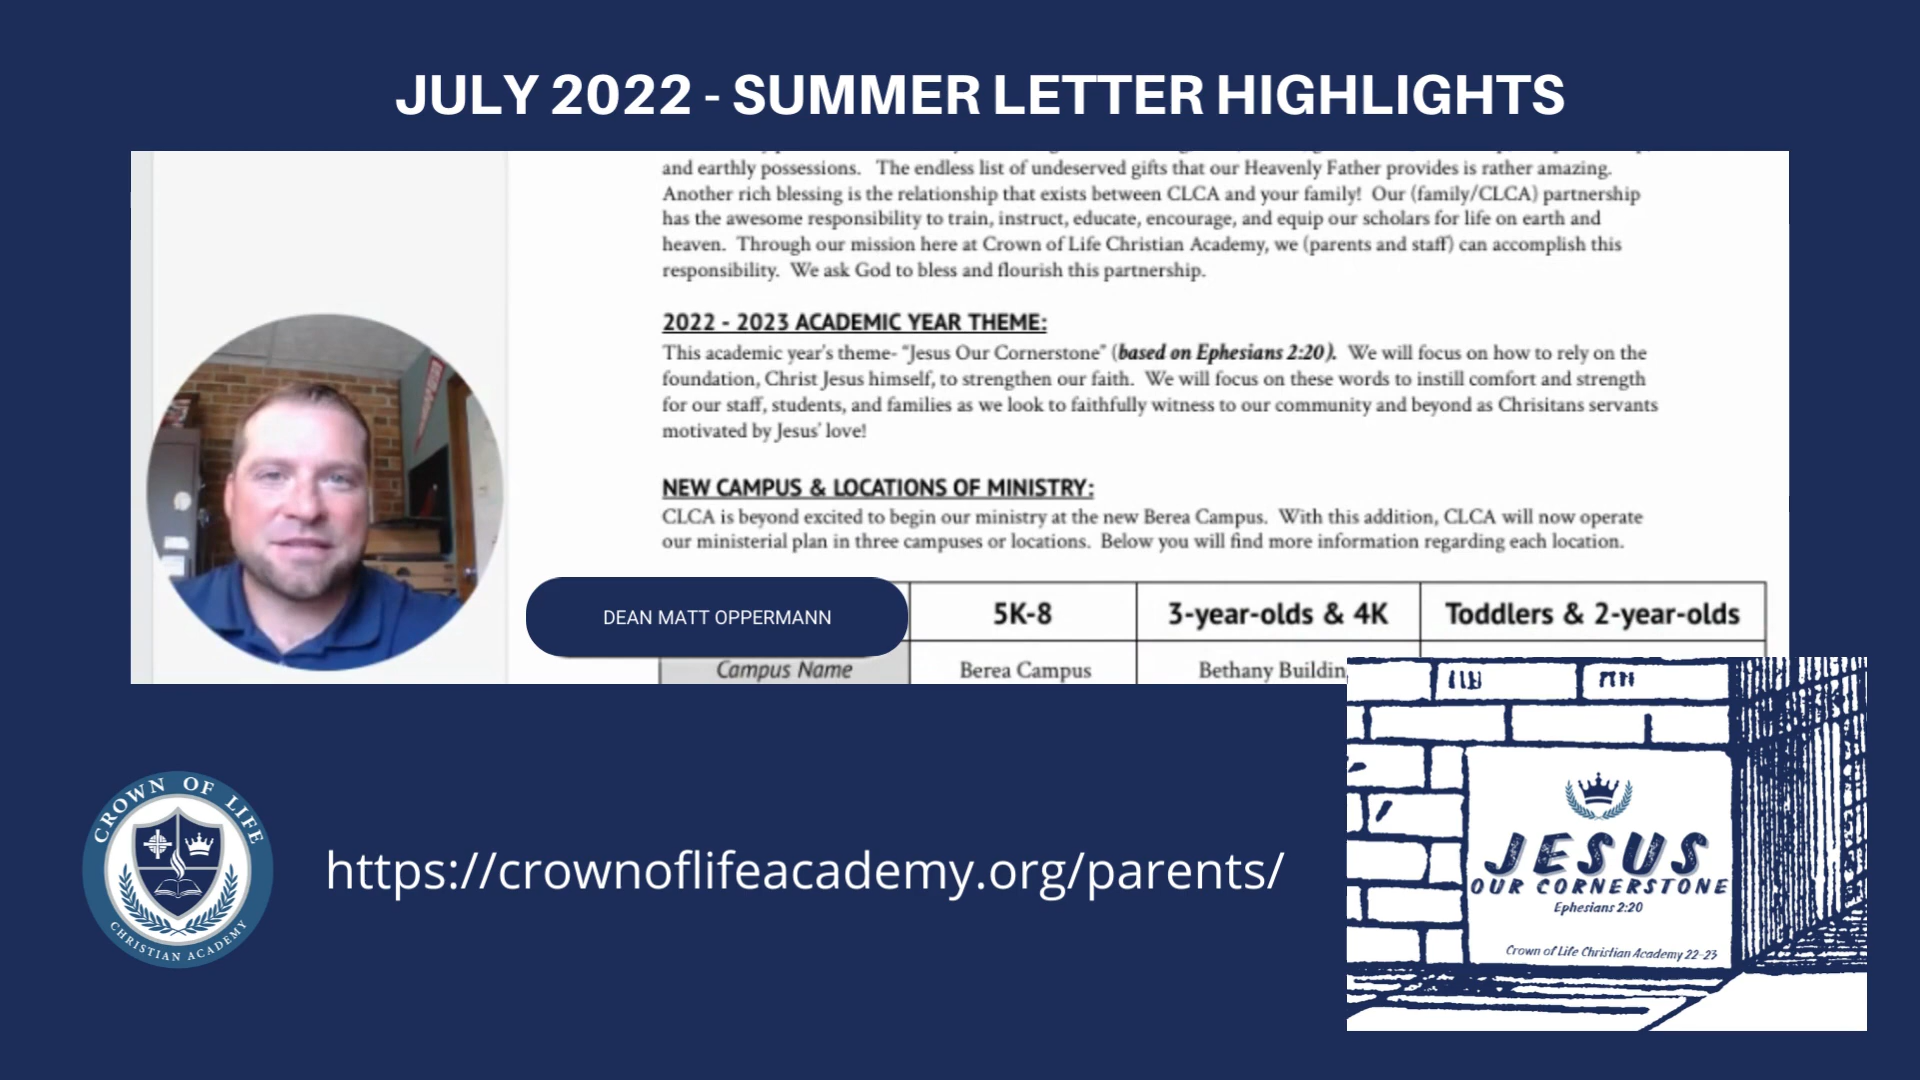 JULY 2022 - SUMMER LETTER HIGHLIGHTS
and earthly possessions. The endless list of undeserved gifts that our Heavenly Father provides is rather amazing.
Another rich blessing is the relationship that exists between CLCA and your family! Our (family/CLCA) partnership
has the awesome responsibility to train, instruct, educate, encourage, and equip our scholars for life on earth and
heaven. Through our mission here at Crown of Life Christian Academy, we (parents and staff) can accomplish this
responsibility. We ask God to bless and flourish this partnership.
2022 - 2023 ACADEMIC YEAR THEME:
This academic year's theme- "Jesus Our Cornerstone" (based on Ephesians 2:20). We will focus on how to rely on the
foundation, Christ Jesus himself, to strengthen our faith. We will focus on these words to instill comfort and strength
for our staff, students, and families as we look to faithfully witness to our community and beyond as Chrisitans servants
motivated by Jesus' love!
NEW CAMPUS & LOCATIONS OF MINISTRY:
CLCA is beyond excited to begin our ministry at the new Berea Campus. With this addition, CLCA will now operate
our ministerial plan in three campuses or locations. Below you will find more information regarding each location.
DEAN MATT OPPERMANN
5K-8 3-year-olds & 4K Toddlers & 2-year-olds
Campus Name Berea Campus Bethany Buildin
CROWN OF LIFE
CHRISTIAN ACADEMY
https://crownoflifeacademy.org/parents/
JESUS
OUR CORNERSTONE
Ephesians 2:20
Crown of Life Christian Academy 22-23